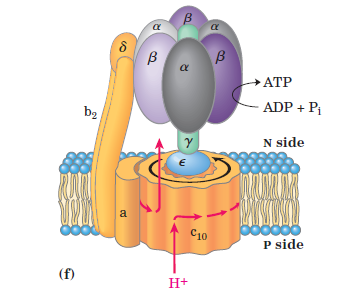 β
α α
δ
β α β
ATP
ADP + Pi
b2
γ
N side
ϵ
a
c10
P side
(f)
H+